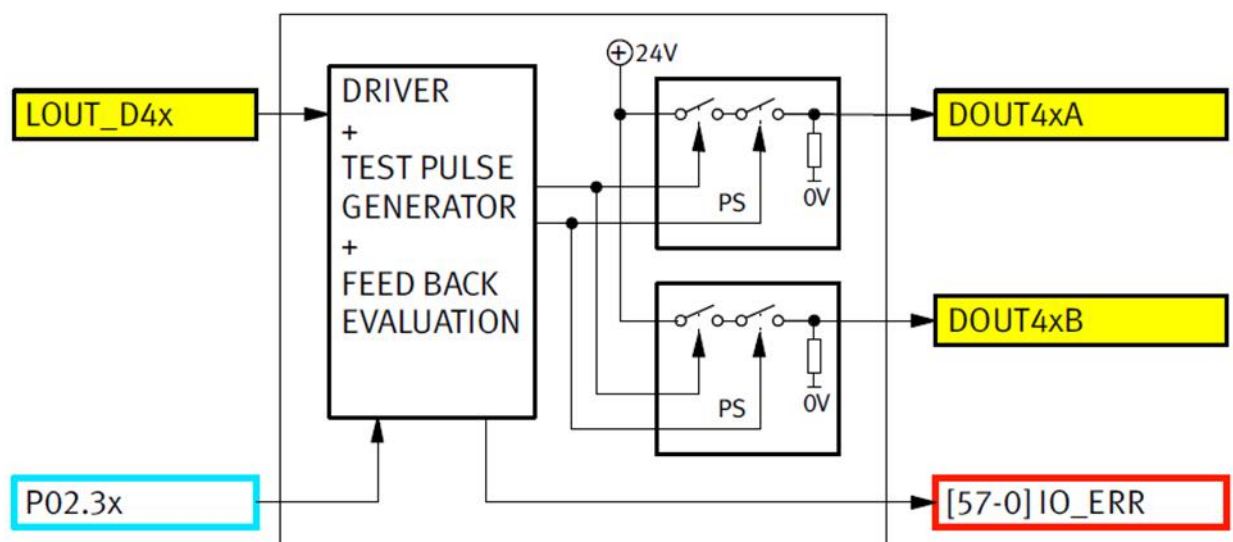 24V
LOUT_D4x
DRIVER
+
TEST PULSE
GENERATOR
+
FEED BACK
EVALUATION
PS
0V
DOUT4xA
PS
0V
DOUT4xB
P02.3x
[57-0] IO_ERR